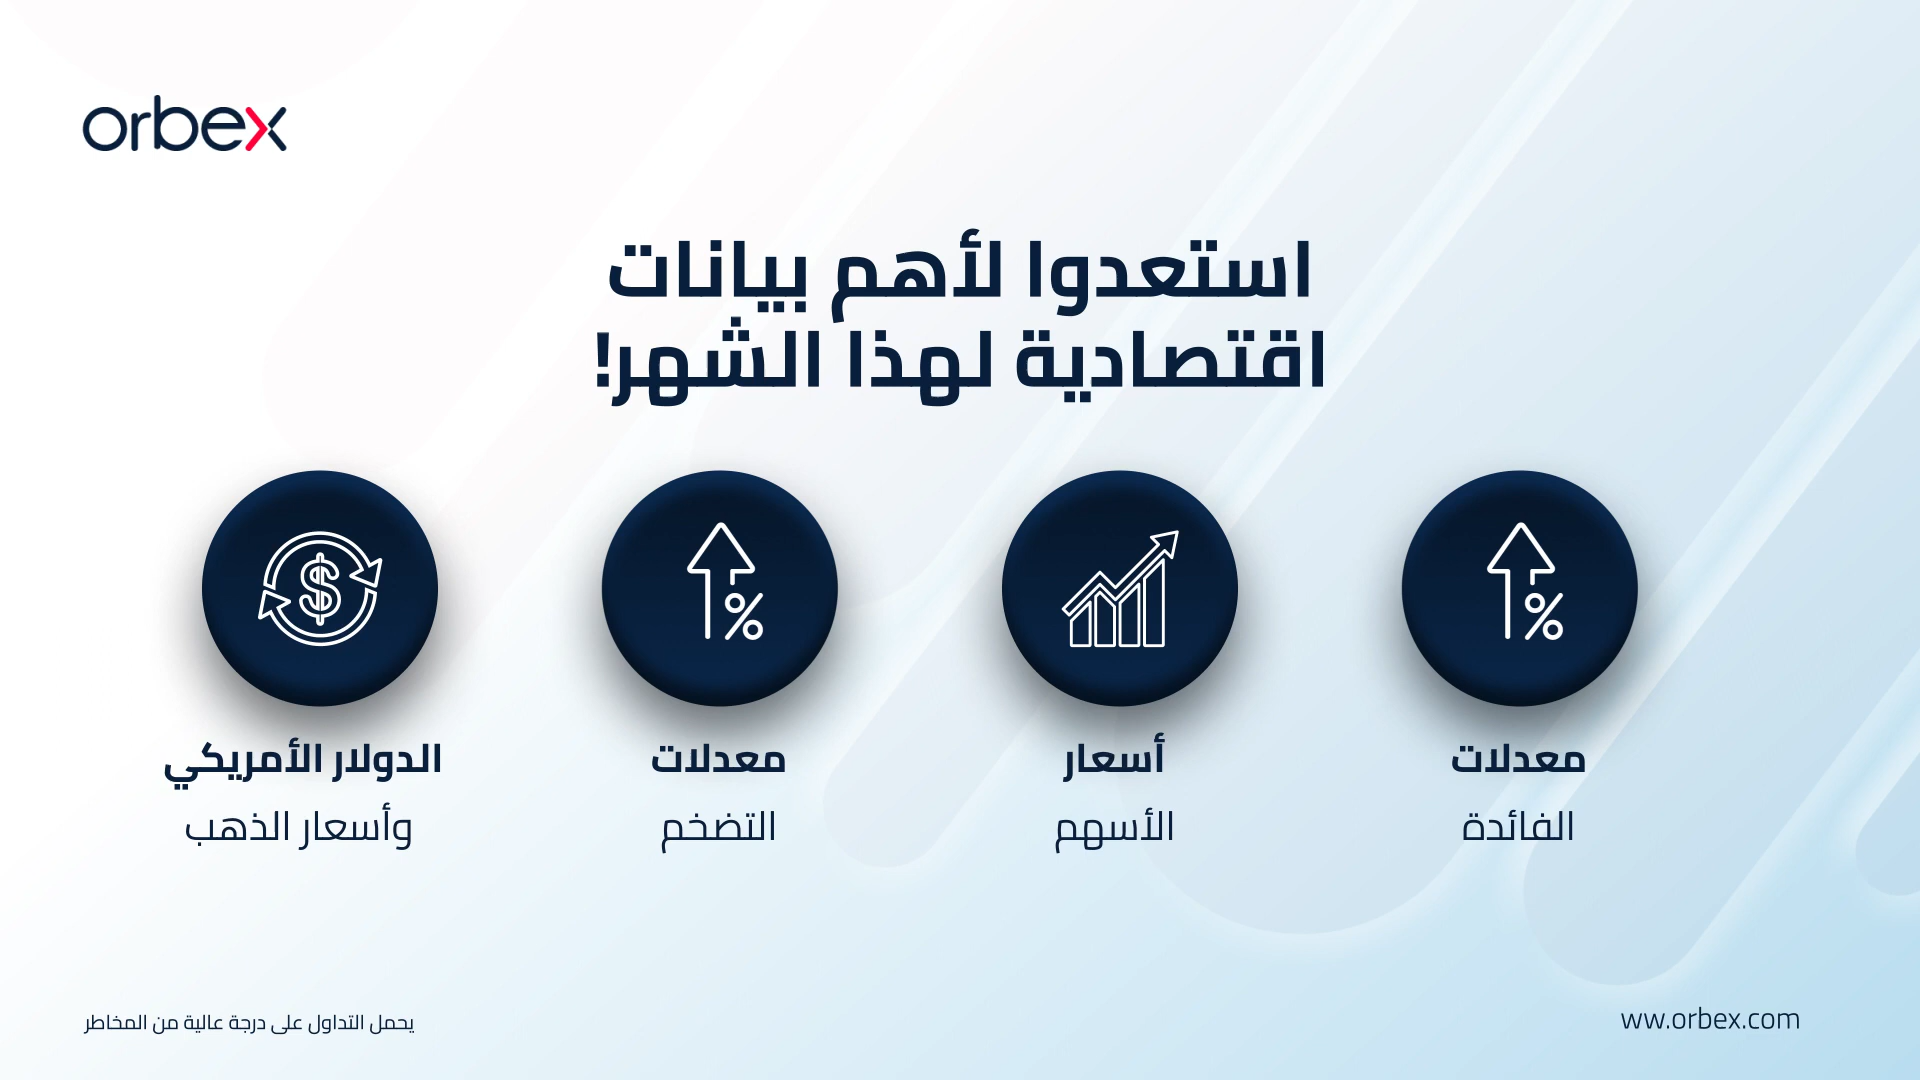 orbex
استعدوا لأهم بيانات
اقتصادية لهذا الشهر!
معدلات
الفائدة
أسعار
الأسهم
معدلات
التضخم
الدولار الأمريكي
وأسعار الذهب
يحمل التداول على درجة عالية من المخاطر
ww.orbex.com